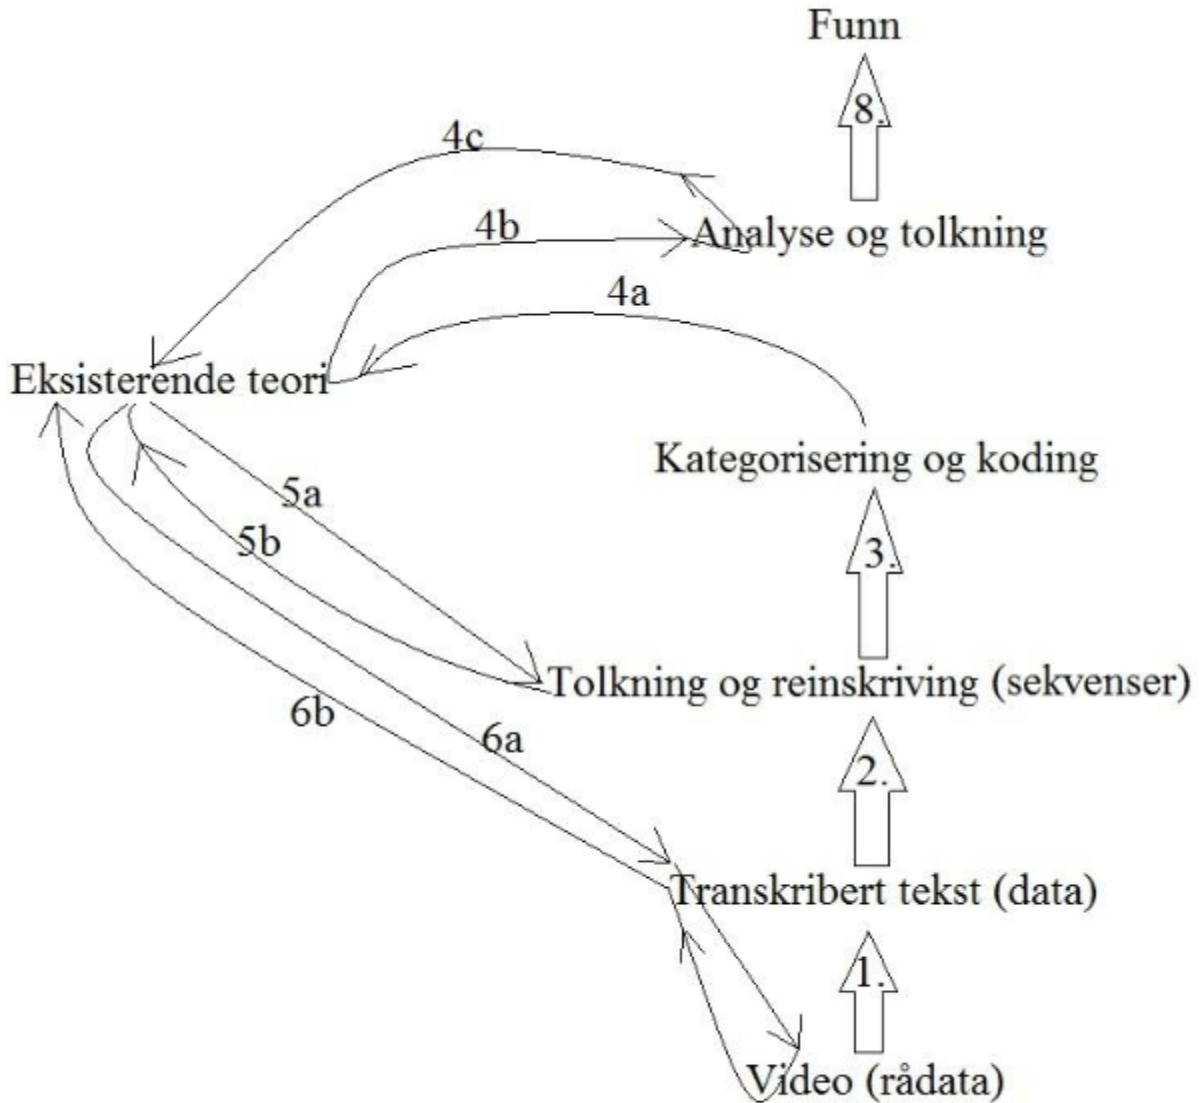 Funn
8.
4c
4b
Analyse og tolkning
4a
Eksisterende teori
Kategorisering og koding
5a
5b
3.
Tolkning og reinskriving (sekvenser)
6b
6a
2.
Transkribert tekst (data)
1.
Video (rådata)